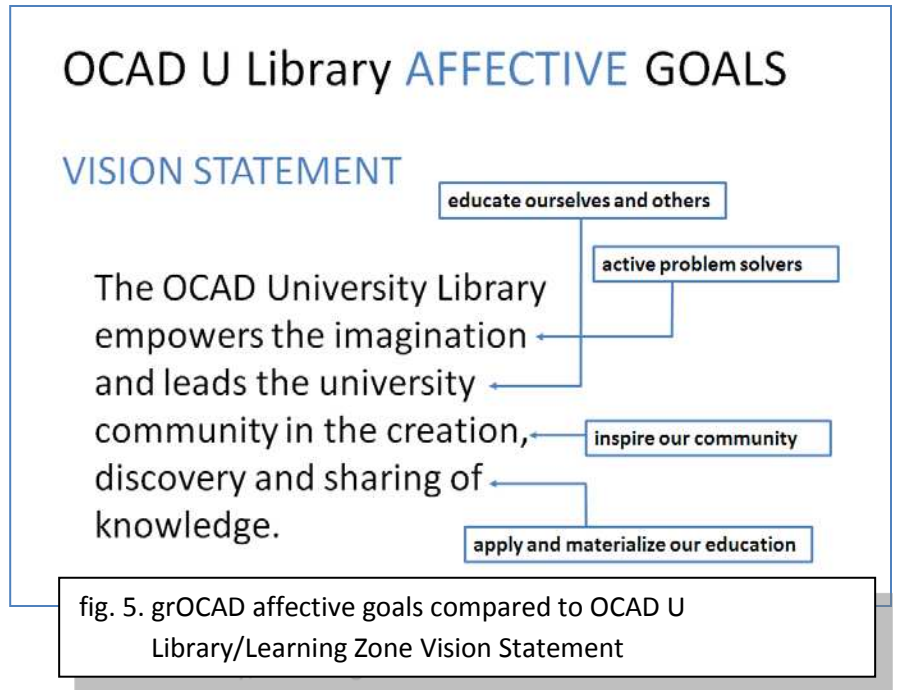 OCAD U Library AFFECTIVE GOALS
VISION STATEMENT
educate ourselves and others
active problem solvers
The OCAD University Library
empowers the imagination
and leads the university
community in the creation,
discovery and sharing of
knowledge.
inspire our community
apply and materialize our education
fig. 5. grOCAD affective goals compared to OCAD U
Library/Learning Zone Vision Statement